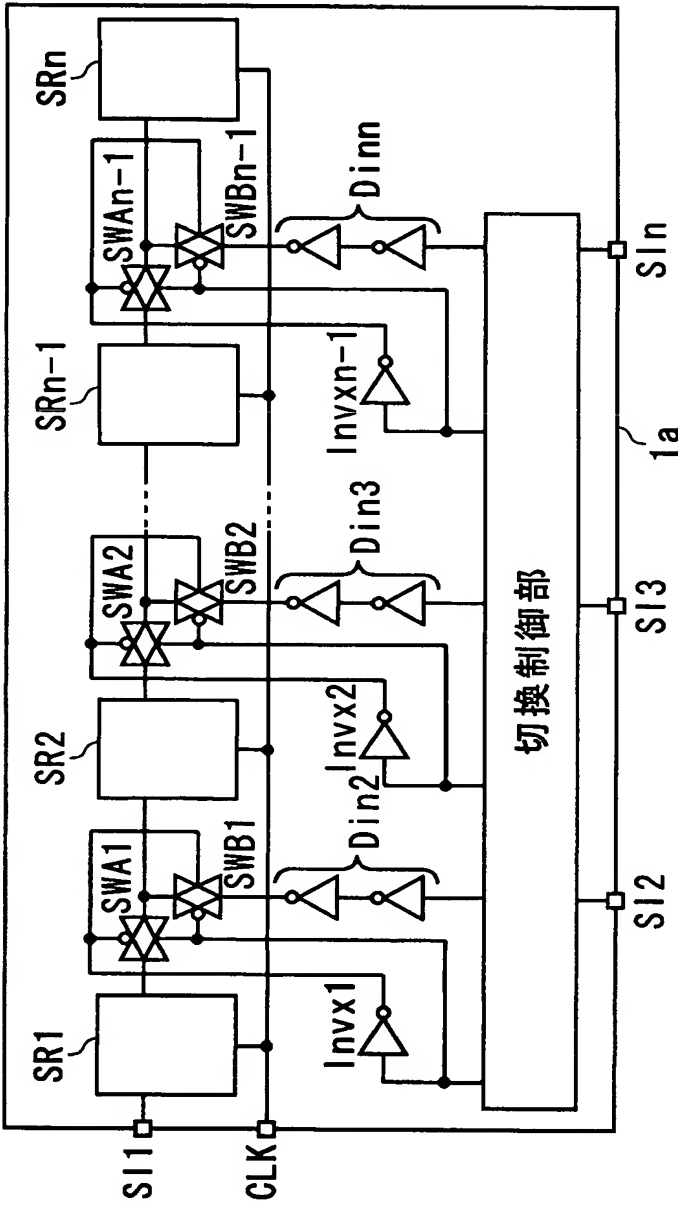 SRn
SWAn-1
SWBn-1
Dinn
SRn-1
Invxn-1
SIn
1a
SWA2
SWB2
Din3
SR2
Invx2
切換制御部
SI3
SWA1
SWB1
Din2
SR1
Invx1
SI2
SI1
CLK